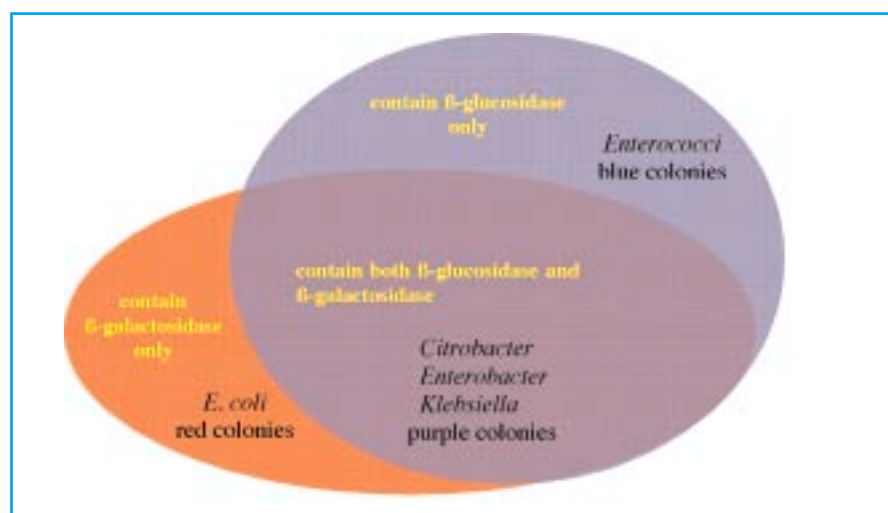 contain ß-glucosidase
only
Enterococci
blue colonies
contain both ß-glucosidase and
ß-galactosidase
contain
ß-galactosidase
only
Citrobacter
Enterobacter
Klebsiella
purple colonies
E. coli
red colonies